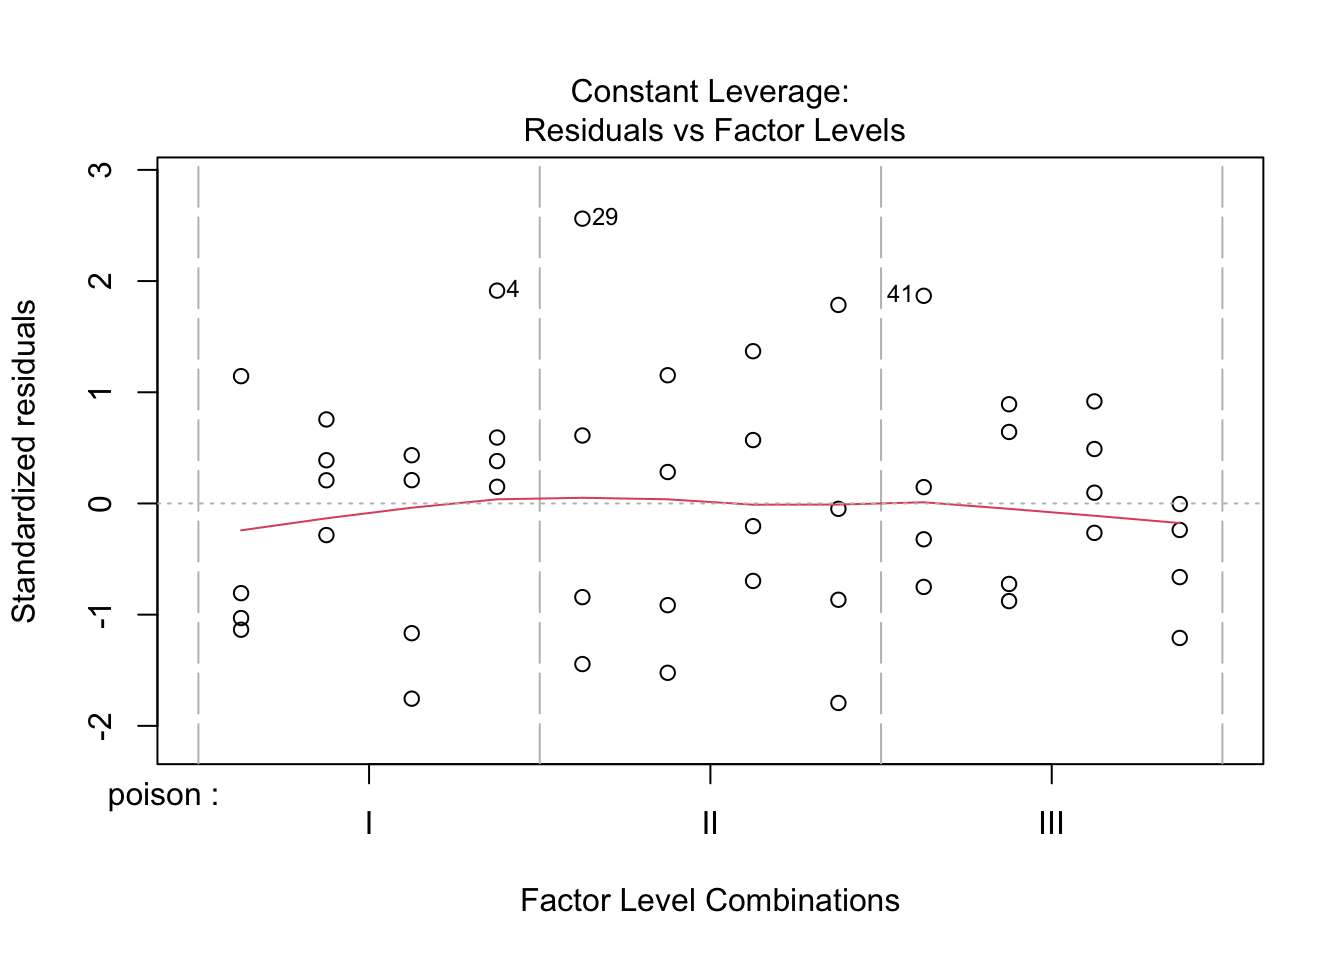 Constant Leverage:
Residuals vs Factor Levels
Standardized residuals
3
2
1
0
-1
-2
4
29
41
poison :
I
II
III
Factor Level Combinations